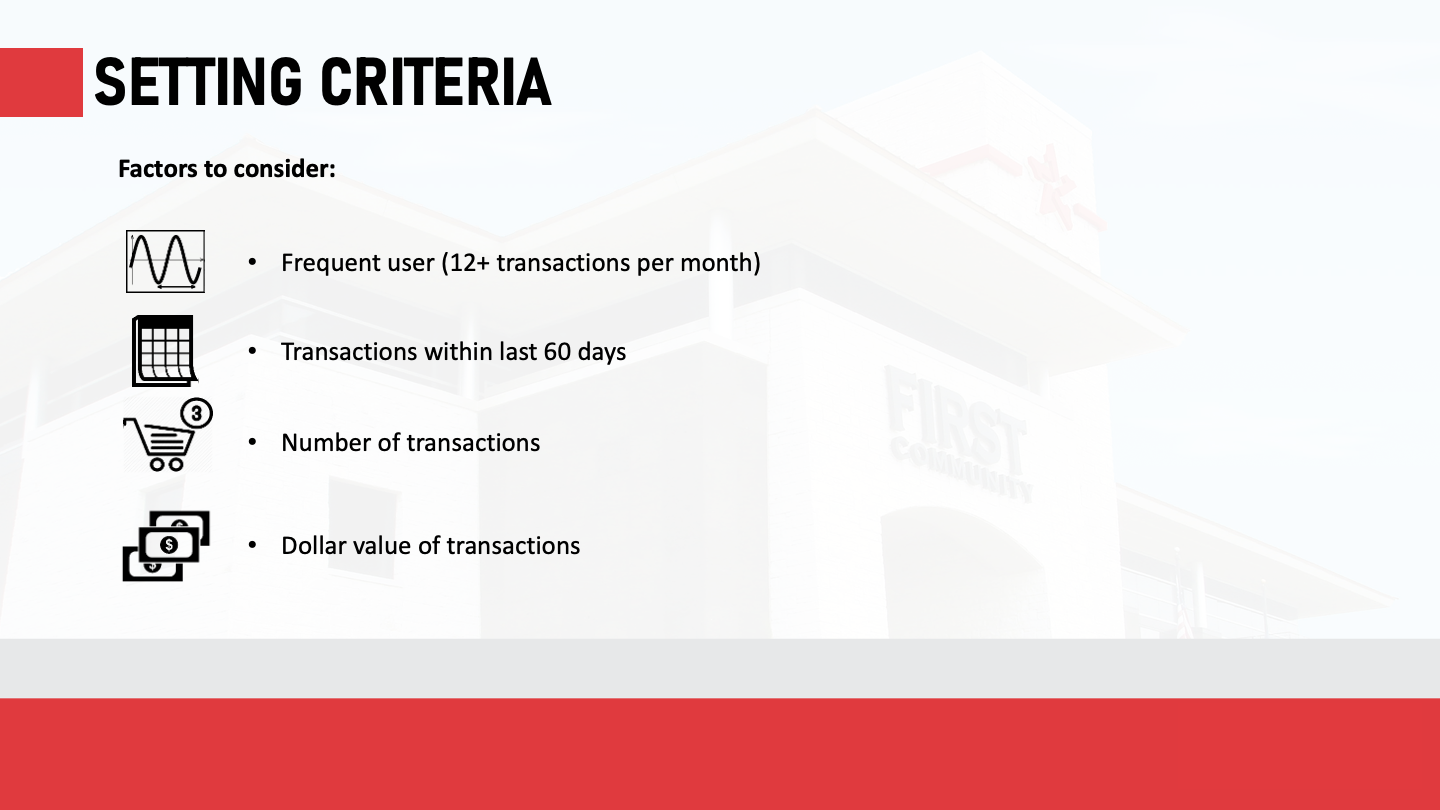 SETTING CRITERIA
Factors to consider:
• Frequent user (12+ transactions per month)
• Transactions within last 60 days
3
• Number of transactions
FIRST
COMMUNITY
$ $ $
• Dollar value of transactions